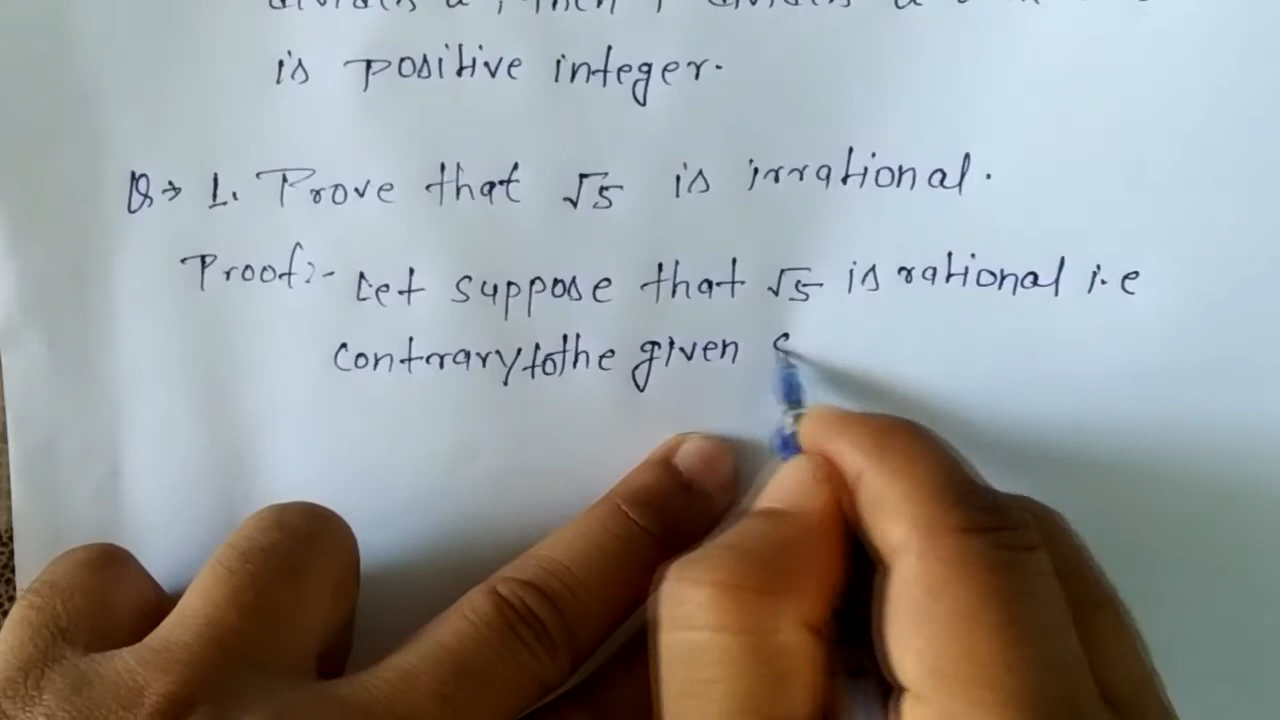 is positive integer.
Q→ 1. Prove that √5 is irrational.
Proof:- Let suppose that √5 is rational i.e
contrary to the given